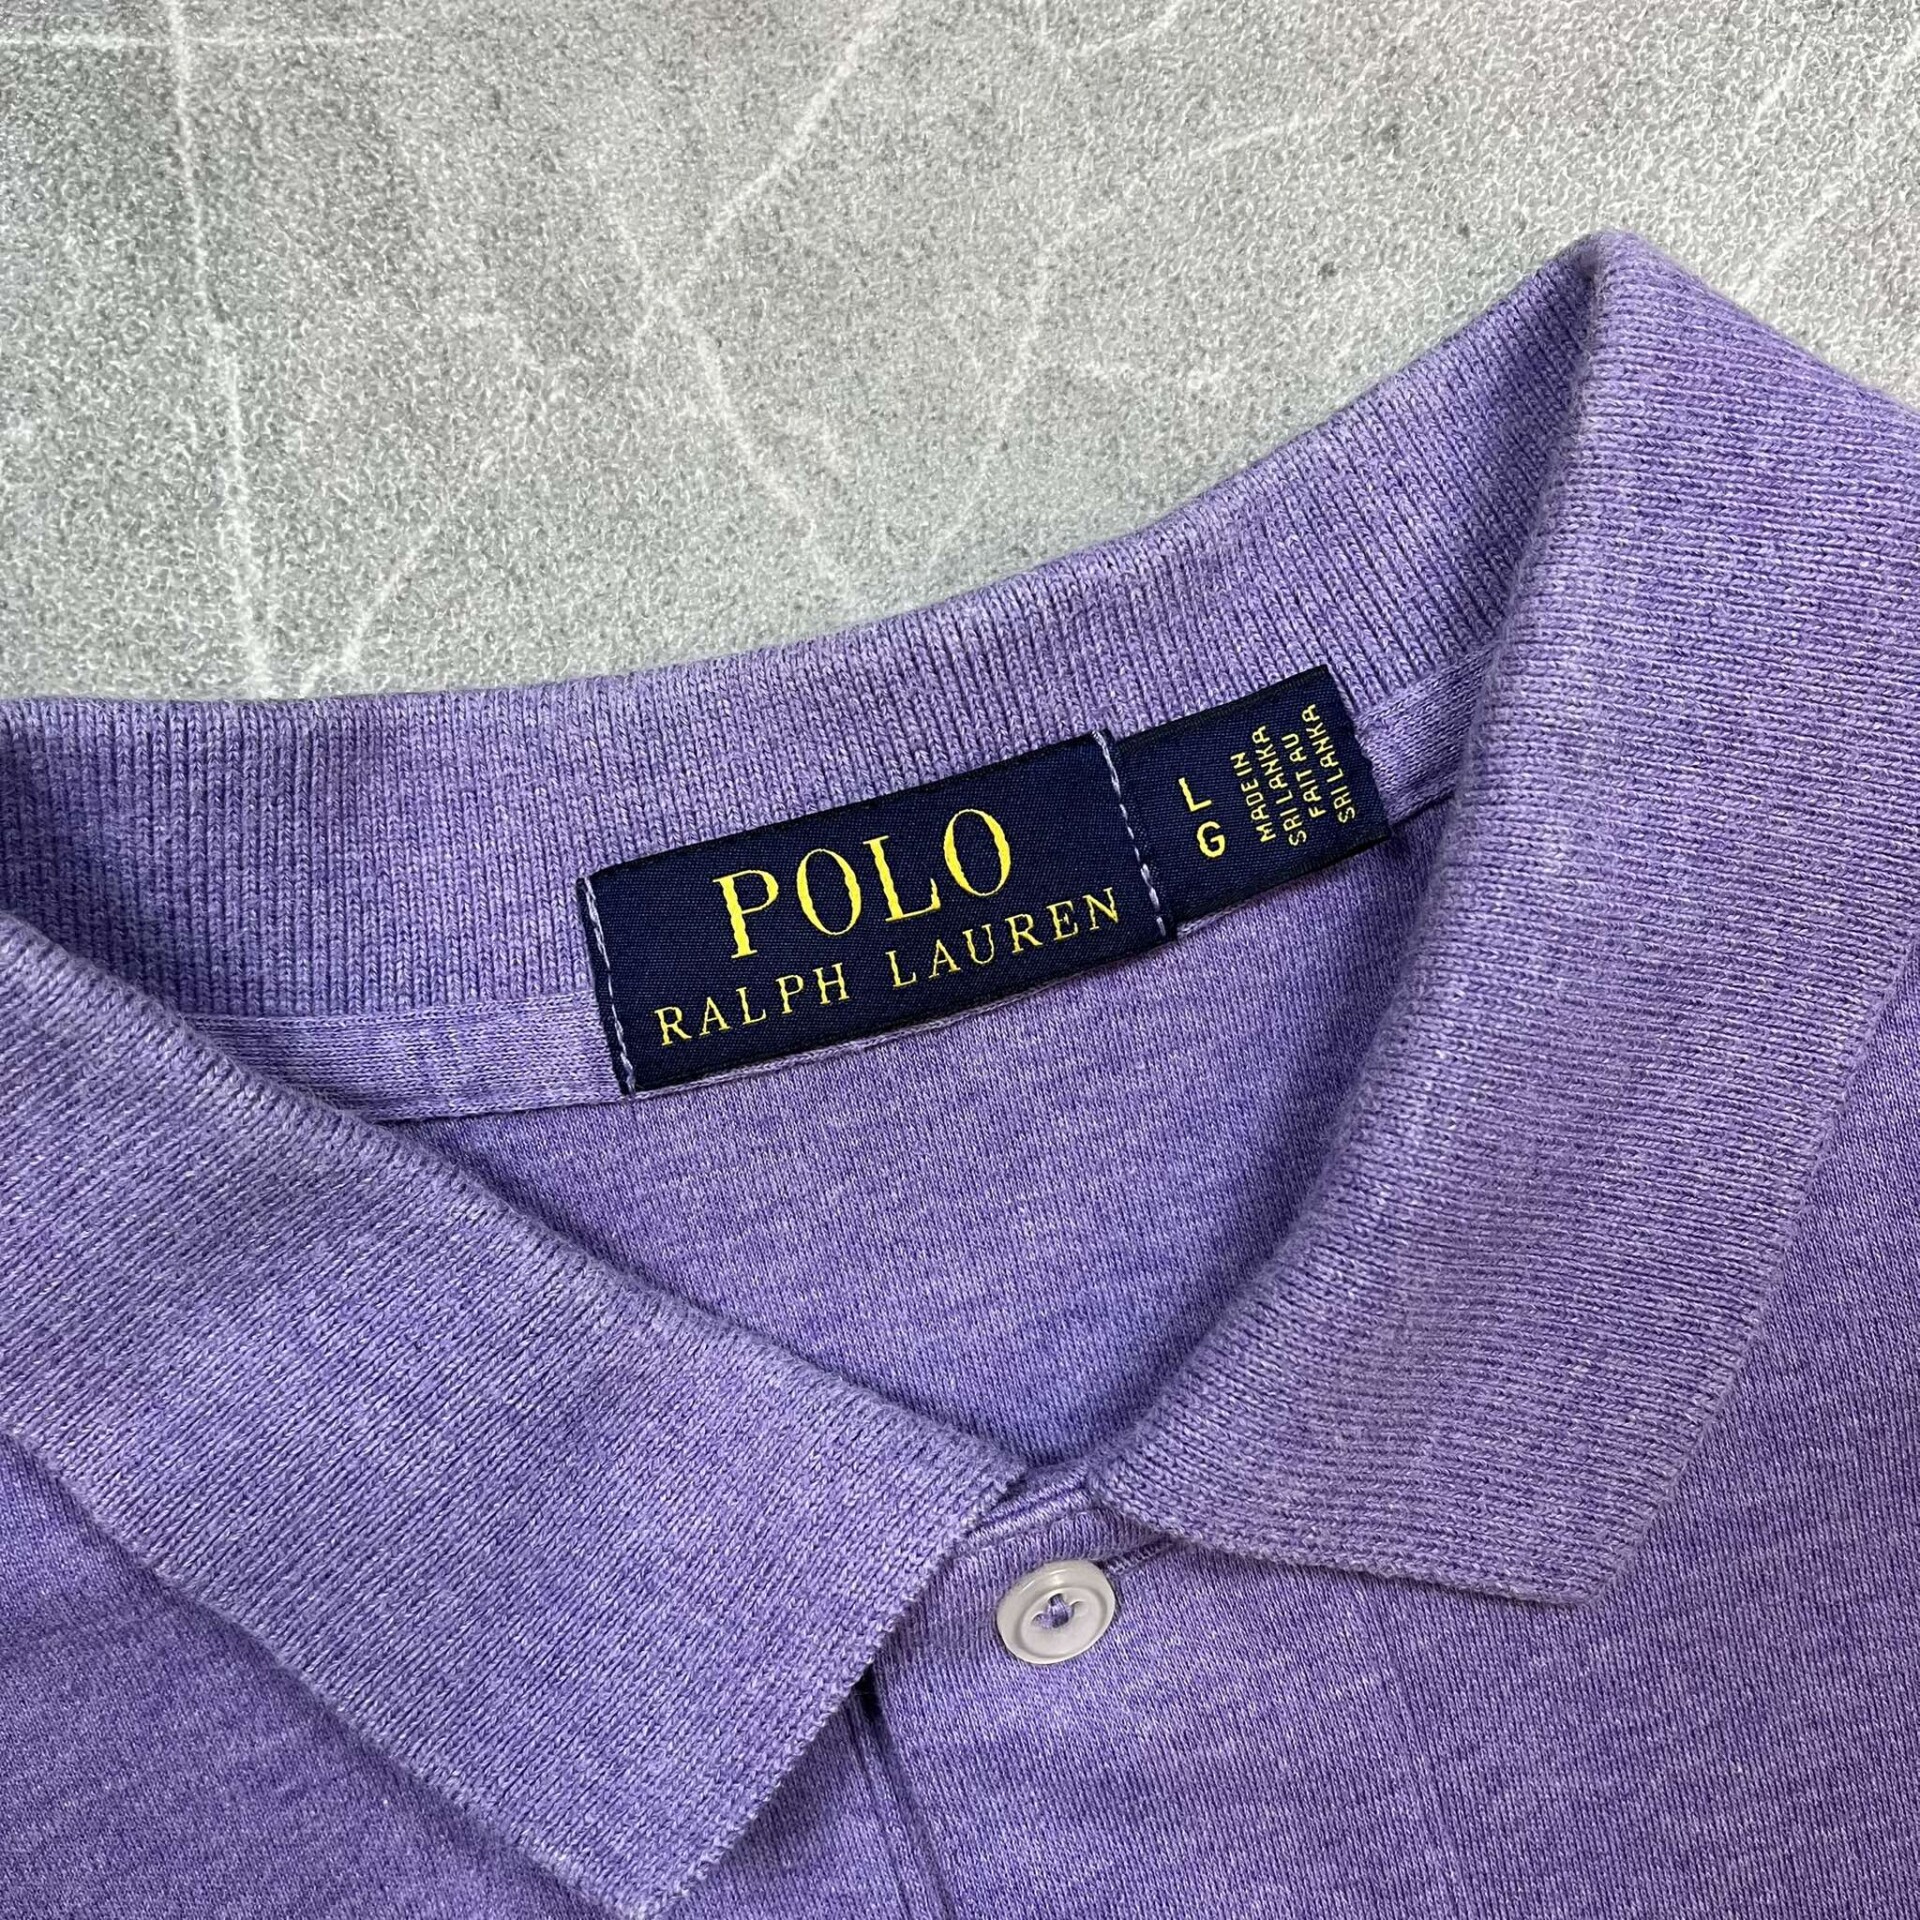 POLO
RALPH LAUREN
L
G
MADE IN
SRI LANKA
FAIT AU
SRI LANKA